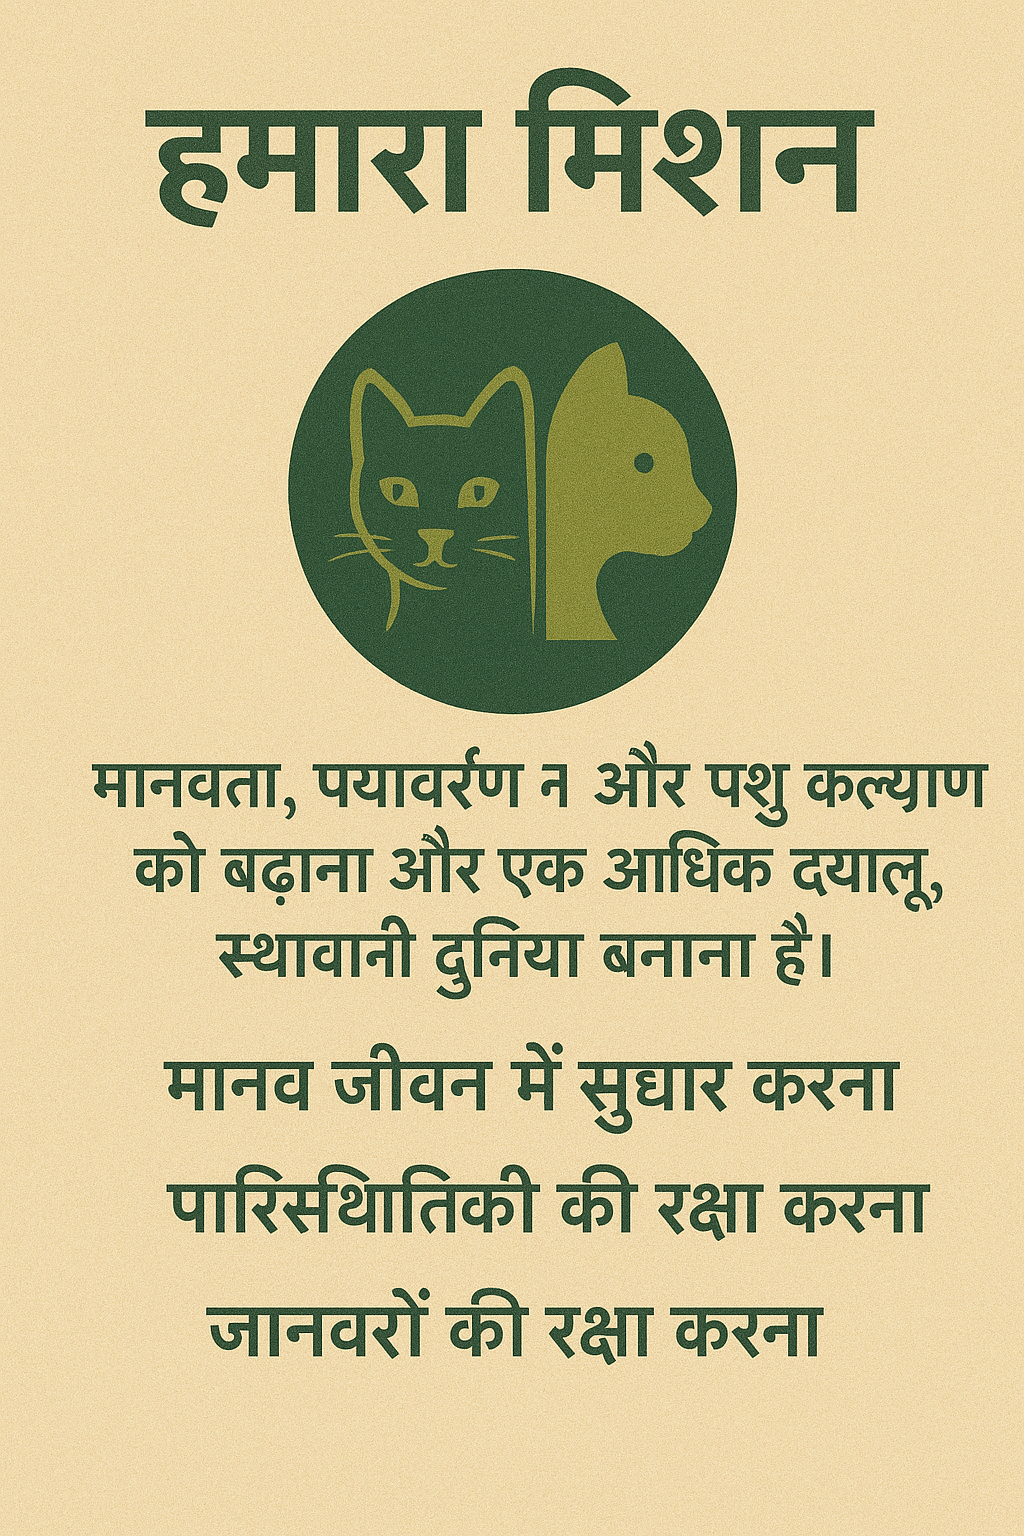 हमारा मिशन
मानवता, पयावर्रण न और पशु कल्याण
को बढ़ाना और एक आधिक दयालू,
स्थावानी दुनिया बनाना है।
मानव जीवन में सुघार करना
पारिस्थिातिकी की रक्षा करना
जानवरों की रक्षा करना